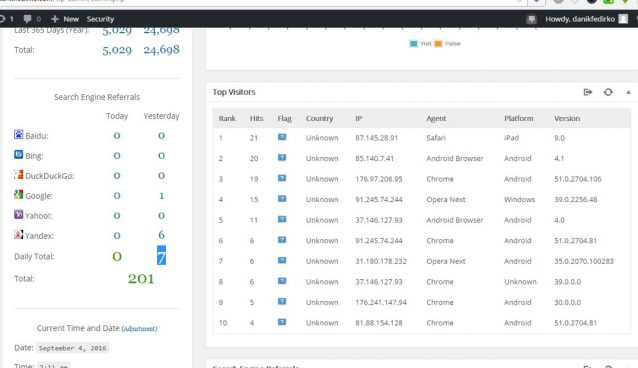 1 0 + New Security
Howdy, danikfedirko
Last 365 Days (Year): 5,029 24,698
Total: 5,029 24,698
Search Engine Referrals
Today Yesterday
Baidu: 0 0
Bing: 0 0
DuckDuckGo: 0 0
Google: 0 1
Yahoo!: 0 0
Yandex: 0 6
Daily Total: 0 7
Total: 201
Current Time and Date (Adjustment)
Date: September 4, 2016
Time:
Visit Visitor
Top Visitors
Rank Hits Flag Country IP Agent Platform Version
1 21 Unknown 87.145.28.91 Safari iPad 9.0
2 20 Unknown 85.140.7.41 Android Browser Android 4.1
3 19 Unknown 176.97.206.95 Chrome Android 51.0.2704.106
4 15 Unknown 91.245.74.244 Opera Next Windows 39.0.2256.48
5 11 Unknown 37.146.127.93 Android Browser Android 4.0
6 6 Unknown 91.245.74.244 Chrome Android 51.0.2704.81
7 6 Unknown 31.180.178.232 Opera Next Android 35.0.2070.100283
8 6 Unknown 37.146.127.93 Chrome Unknown 39.0.0.0
9 5 Unknown 176.241.147.94 Chrome Android 30.0.0.0
10 4 Unknown 81.88.154.128 Chrome Android 51.0.2704.81
Search Engine Referrals